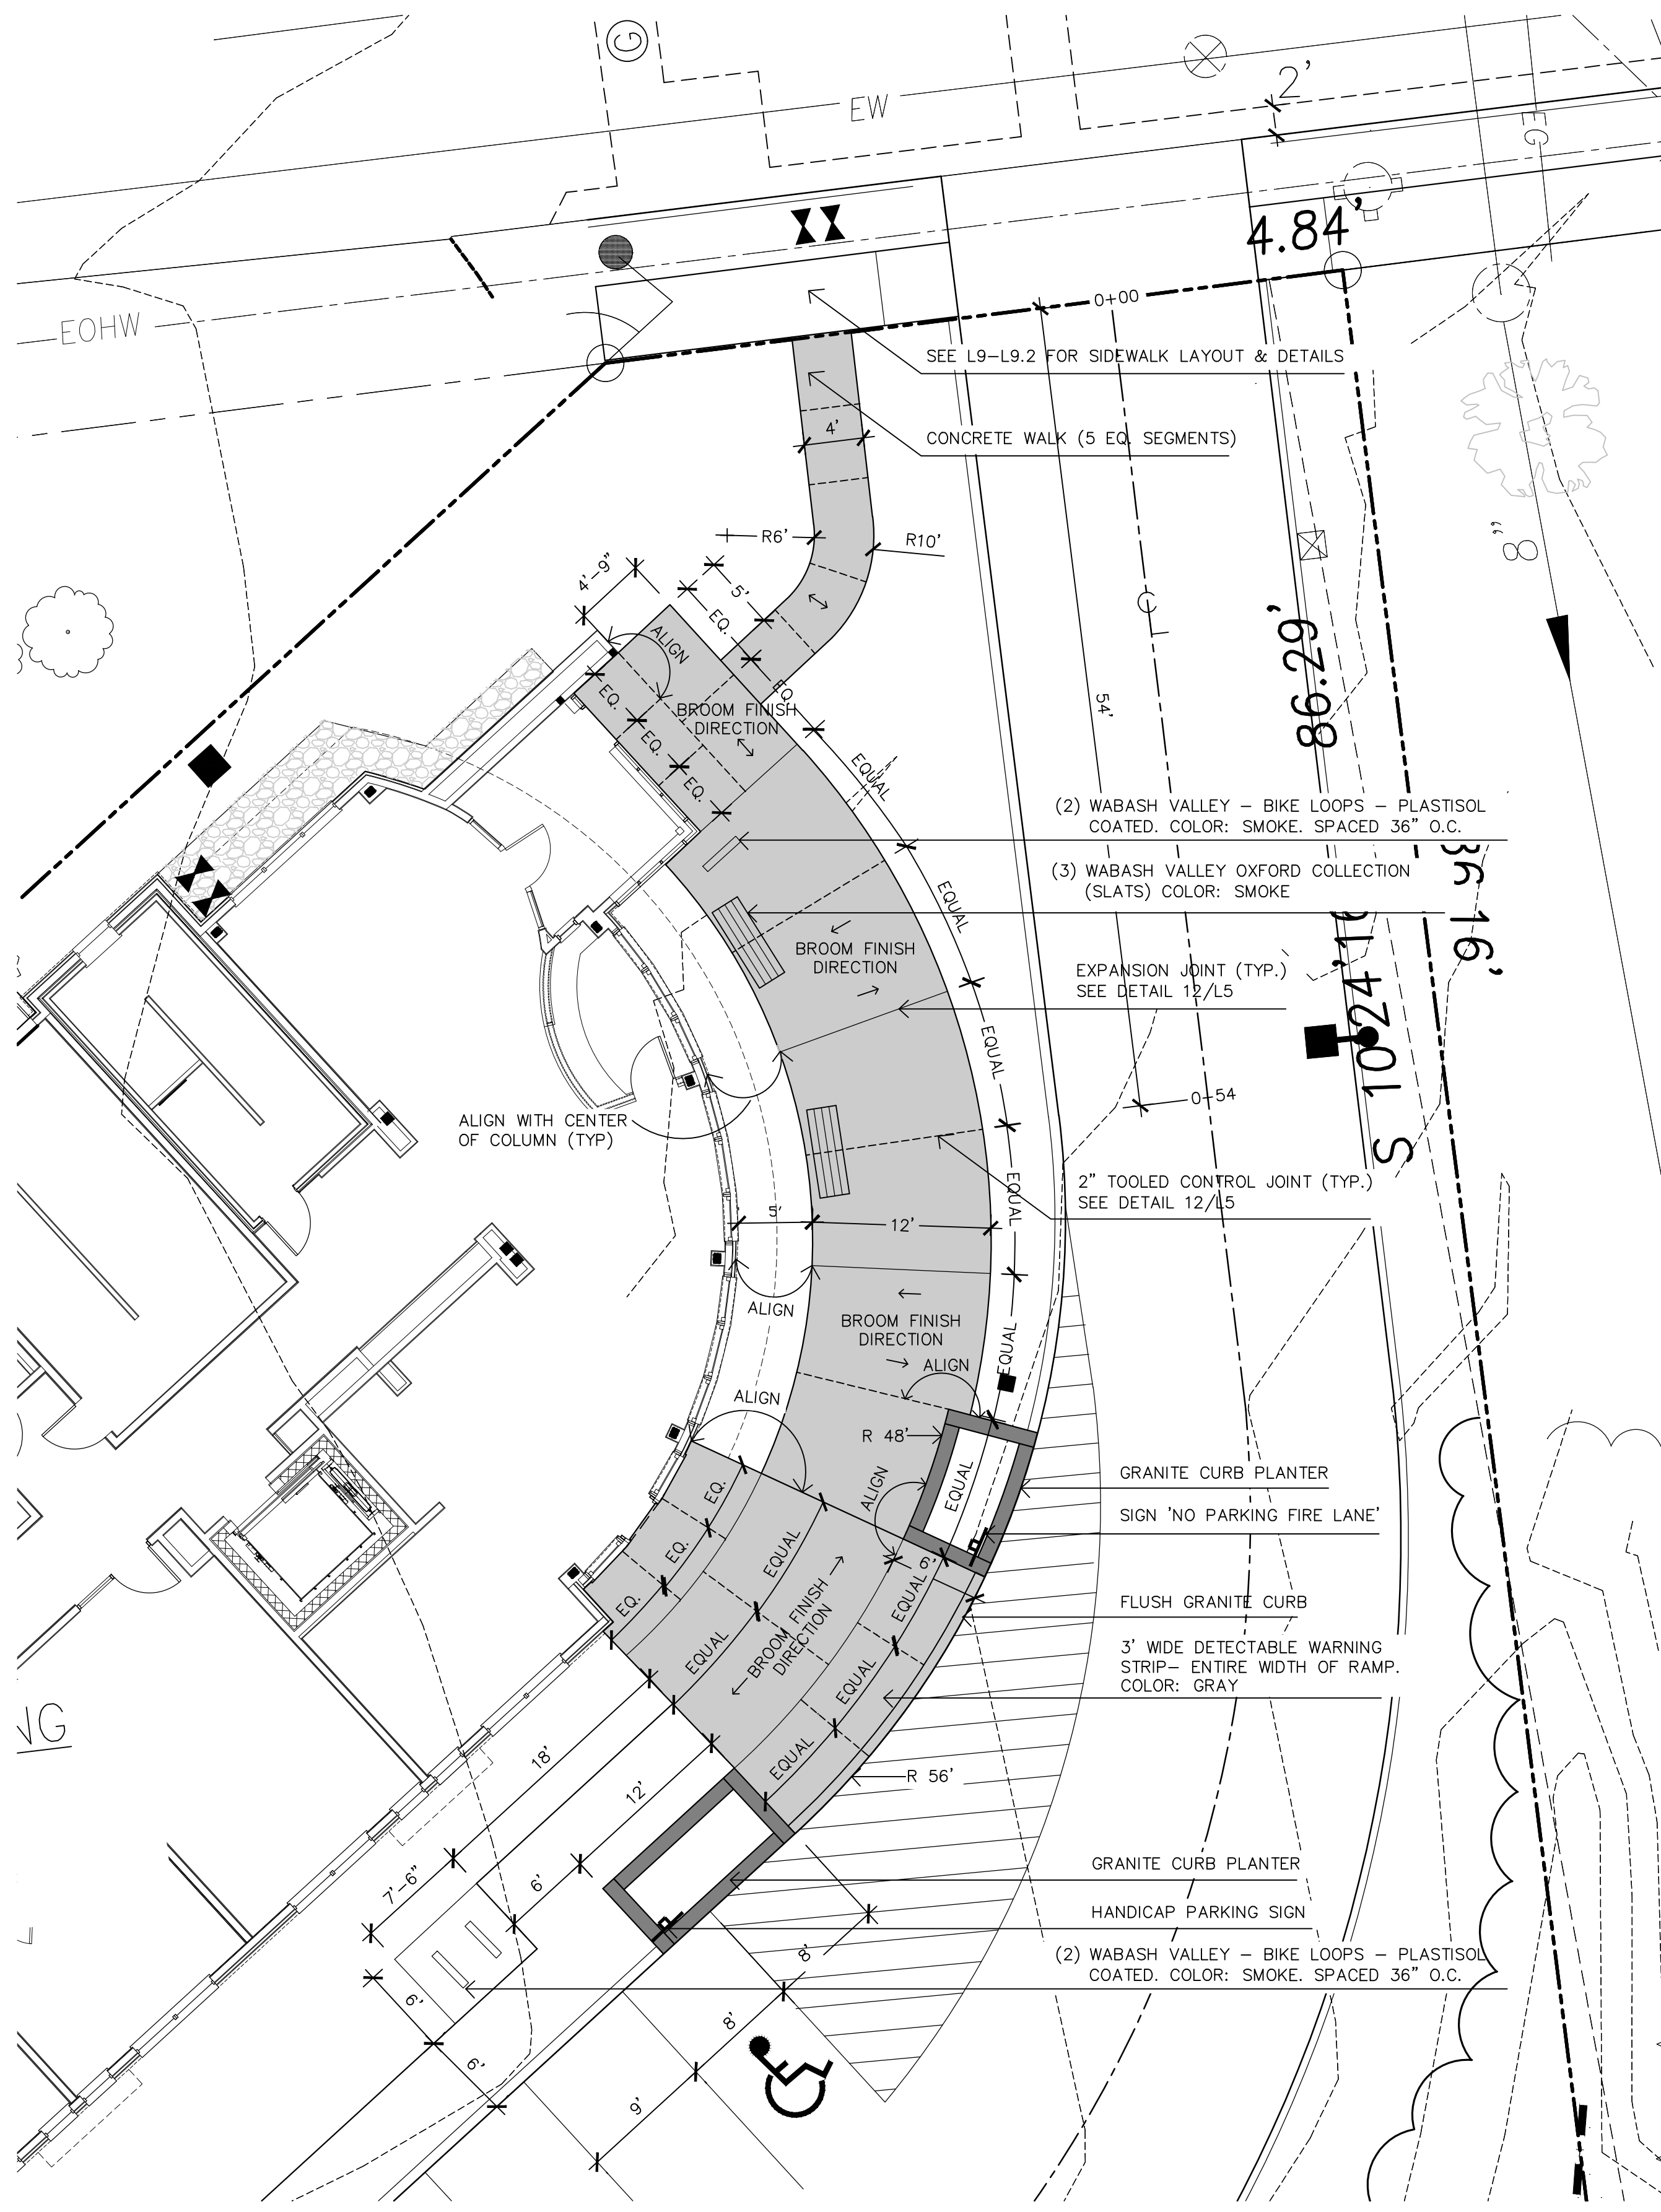 G
2'
EW
G
4.84'
EOHW
0+00
SEE L9-L9.2 FOR SIDEWALK LAYOUT & DETAILS
4'
CONCRETE WALK (5 EQ. SEGMENTS)
R6'
R10'
8"
4'-9"
5'
EQ.
ALIGN
86.29'
EQ.
EQ.
54'
BROOM FINISH
DIRECTION
EQ.
EQ.
EQUAL
(2) WABASH VALLEY - BIKE LOOPS - PLASTISOL
COATED. COLOR: SMOKE. SPACED 36" O.C.
(3) WABASH VALLEY OXFORD COLLECTION
(SLATS) COLOR: SMOKE
EQUAL
BROOM FINISH
DIRECTION
EXPANSION JOINT (TYP.)
SEE DETAIL 12/L5
S 10°24'16
36.16'
EQUAL
0+54
ALIGN WITH CENTER
OF COLUMN (TYP)
2" TOOLED CONTROL JOINT (TYP.)
SEE DETAIL 12/L5
EQUAL
5'
12'
ALIGN
BROOM FINISH
DIRECTION
EQUAL
ALIGN
ALIGN
R 48'
GRANITE CURB PLANTER
EQUAL
ALIGN
EQ.
SIGN 'NO PARKING FIRE LANE'
EQUAL
EQ.
6'
EQ.
EQUAL
FLUSH GRANITE CURB
BROOM FINISH
DIRECTION
EQUAL
3' WIDE DETECTABLE WARNING
STRIP- ENTIRE WIDTH OF RAMP.
COLOR: GRAY
EQUAL
NG
18'
EQUAL
R 56'
12'
GRANITE CURB PLANTER
7'-6"
6'
HANDICAP PARKING SIGN
8'
(2) WABASH VALLEY - BIKE LOOPS - PLASTISOL
COATED. COLOR: SMOKE. SPACED 36" O.C.
6'
8'
6'
9'